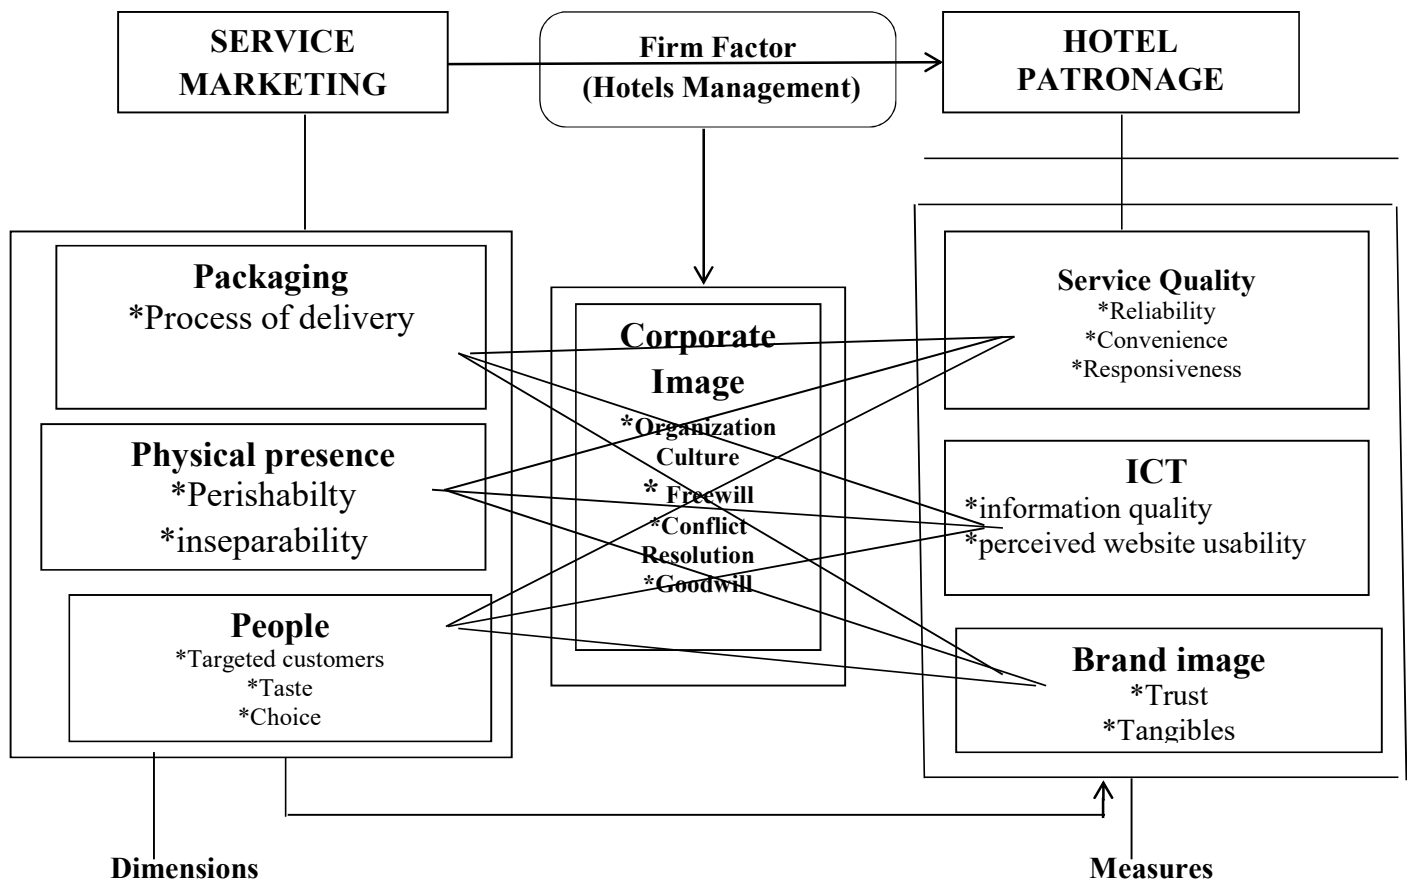 SERVICE
MARKETING
Firm Factor
(Hotels Management)
HOTEL
PATRONAGE
Packaging
*Process of delivery
Physical presence
*Perishabilty
*inseparability
People
*Targeted customers
*Taste
*Choice
Corporate
Image
*Organization
Culture
* Freewill
*Conflict
Resolution
*Goodwill
Service Quality
*Reliability
*Convenience
*Responsiveness
ICT
*information quality
*perceived website usability
Brand image
*Trust
*Tangibles
Dimensions
Measures